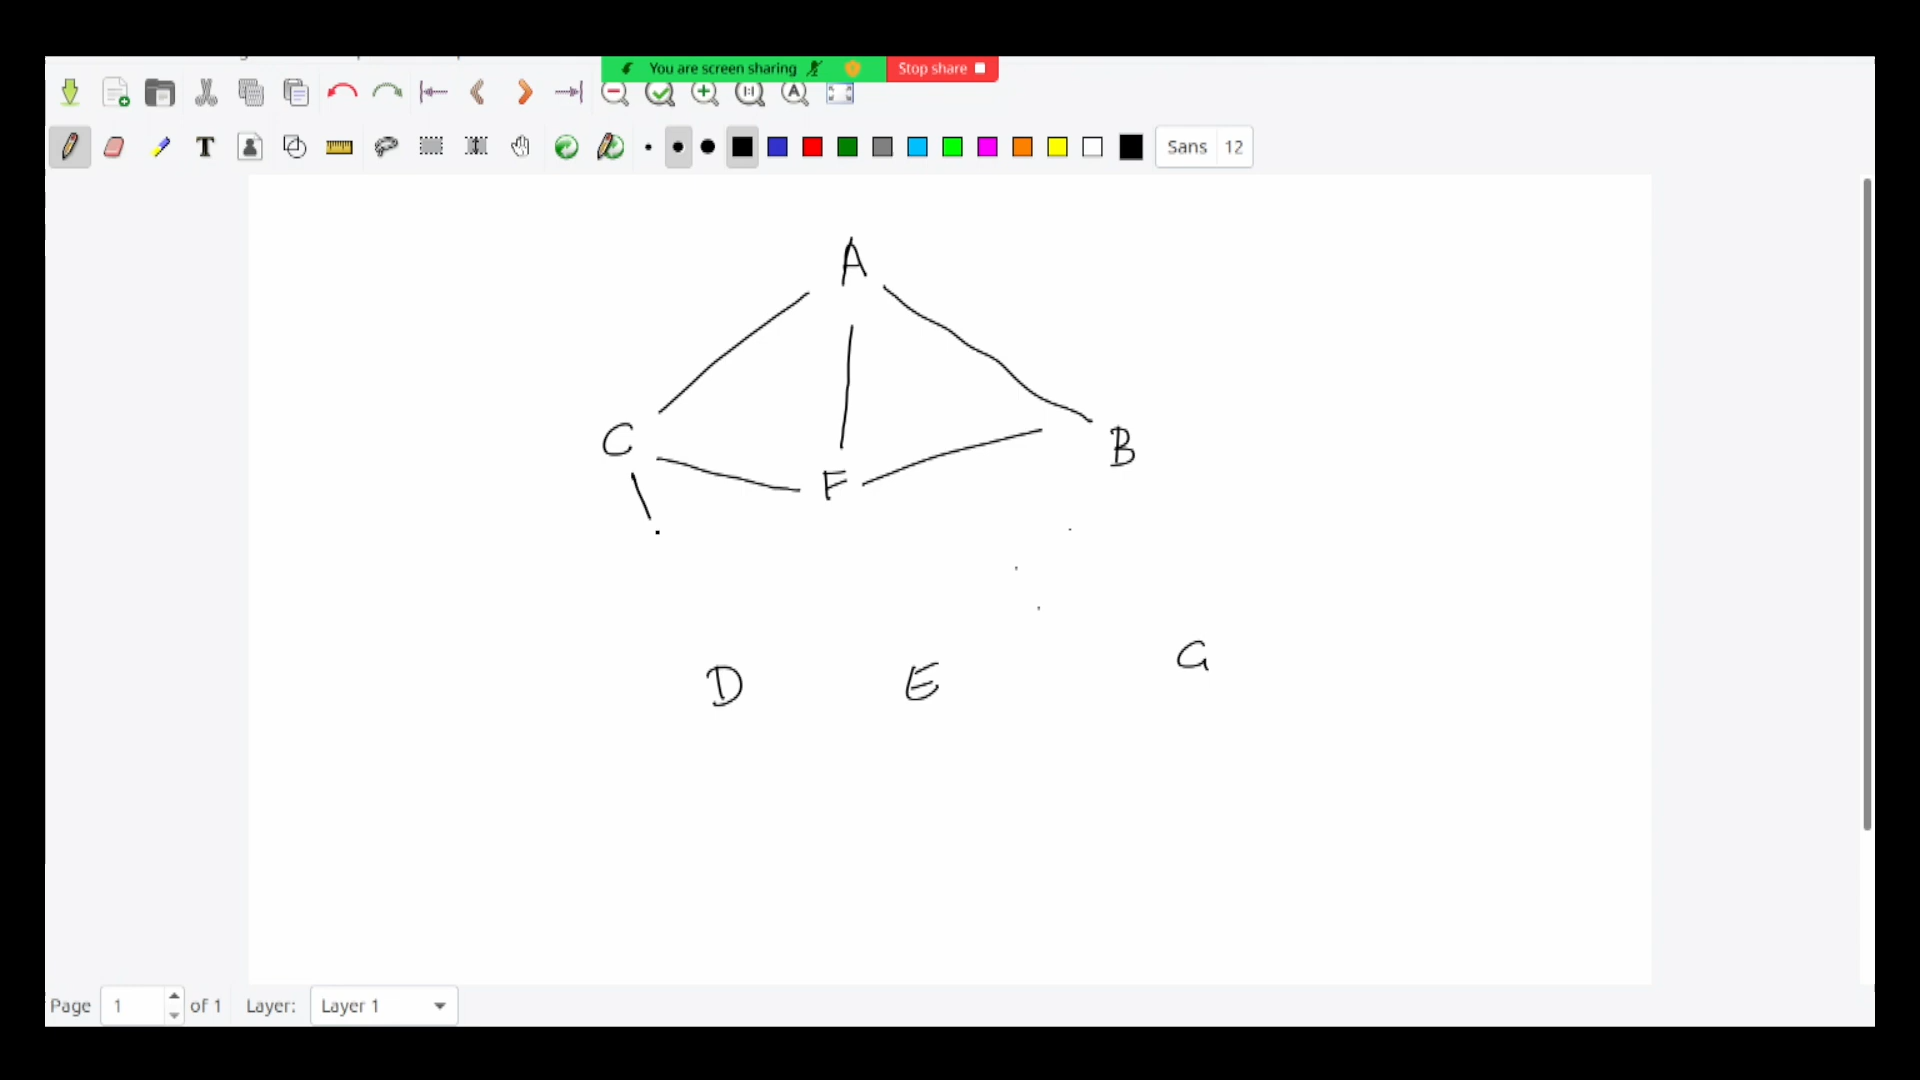 You are screen sharing Stop share
T Sans 12
A
C B
F
G
D E
Page 1 of 1 Layer: Layer 1